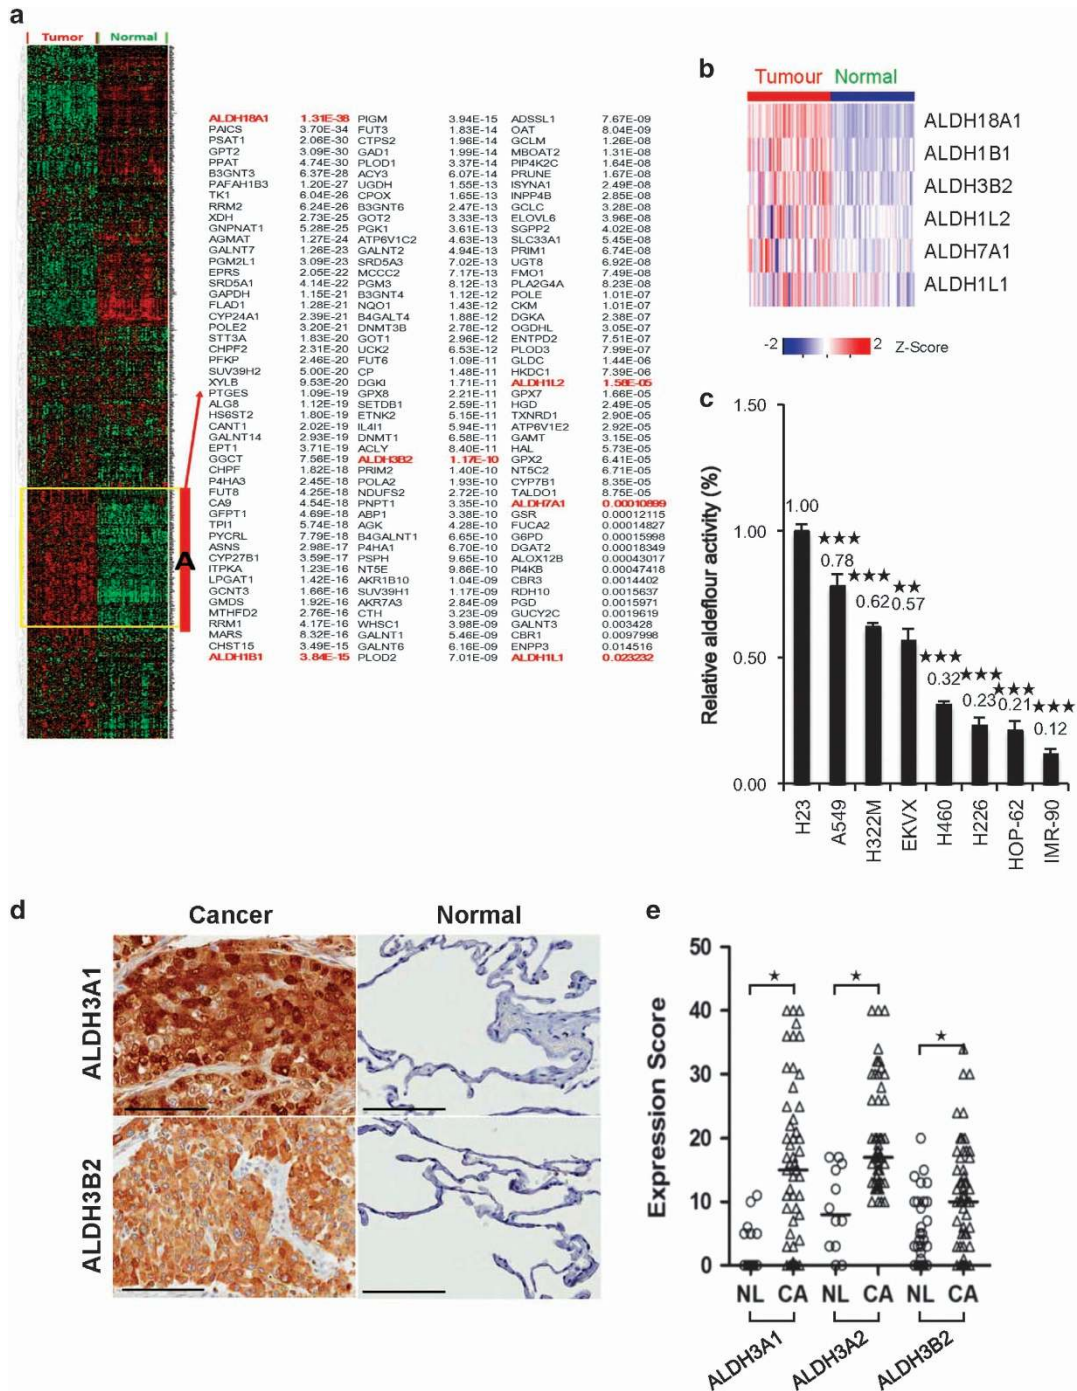 a
Tumor Normal
ALDH18A1 1.31E-38 PIGM 3.94E-15 ADSSL1 7.67E-09
PAICS 3.70E-34 FUT3 1.83E-14 OAT 8.04E-09
PSAT1 2.06E-30 CTPS2 1.96E-14 GCLM 1.26E-08
GPT2 3.09E-30 GAD1 1.99E-14 MBOAT2 1.31E-08
PPAT 4.74E-30 PLOD1 3.37E-14 PIP4K2C 1.64E-08
B3GNT3 6.37E-28 ACY3 6.07E-14 PRUNE 1.67E-08
PAFAH1B3 1.20E-27 UGDH 1.55E-13 ISYNA1 2.49E-08
TK1 6.04E-26 CPOX 1.65E-13 INPP4B 2.85E-08
RRM2 6.24E-26 B3GNT6 2.47E-13 GCLC 3.28E-08
XDH 2.73E-25 GOT2 3.33E-13 ELOVL6 3.96E-08
GNPNAT1 5.28E-25 PGK1 3.61E-13 SGPP2 4.02E-08
AGMAT 1.27E-24 ATP6V1C2 4.63E-13 SLC33A1 5.45E-08
GALNT7 1.26E-23 GALNT2 4.94E-13 PRIM1 6.74E-08
PGM2L1 3.09E-23 SRD5A3 7.02E-13 UGT8 6.92E-08
EPRS 2.05E-22 MCCC2 7.17E-13 FMO1 7.49E-08
SRD5A1 4.14E-22 PGM3 8.12E-13 PLA2G4A 8.23E-08
GAPDH 1.15E-21 B3GNT4 1.12E-12 POLE 1.01E-07
FLAD1 1.28E-21 NQO1 1.43E-12 CKM 1.01E-07
CYP24A1 2.39E-21 B4GALT4 1.88E-12 DGKA 2.38E-07
POLE2 3.20E-21 DNMT3B 2.78E-12 OGDHL 3.05E-07
STT3A 1.83E-20 GOT1 2.96E-12 ENTPD2 7.51E-07
CHPF2 2.31E-20 UCK2 6.53E-12 PLOD3 7.99E-07
PFKP 2.46E-20 FUT6 1.09E-11 GLDC 1.44E-06
SUV39H2 5.00E-20 CP 1.48E-11 HKDC1 7.39E-06
XYLB 9.53E-20 DGKI 1.71E-11 ALDH1L2 1.58E-05
PTGES 1.09E-19 GPX8 2.21E-11 GPX7 1.66E-05
ALG8 1.12E-19 SETDB1 2.59E-11 HGD 2.49E-05
HS6ST2 1.80E-19 ETNK2 5.15E-11 TXNRD1 2.90E-05
CANT1 2.02E-19 IL4I1 5.94E-11 ATP6V1E2 2.92E-05
GALNT14 2.93E-19 DNMT1 6.58E-11 GAMT 3.15E-05
EPT1 3.71E-19 ACLY 8.40E-11 HAL 5.73E-05
GGCT 7.56E-19 ALDH3B2 1.17E-10 GPX2 6.41E-05
CHPF 1.82E-18 PRIM2 1.40E-10 NT5C2 6.71E-05
P4HA3 2.45E-18 POLA2 1.93E-10 CYP7B1 8.35E-05
FUT8 4.25E-18 NDUFS2 2.72E-10 TALDO1 8.75E-05
CA9 4.54E-18 PNPT1 3.35E-10 ALDH7A1 0.00010899
GFPT1 4.69E-18 ABP1 3.38E-10 GSR 0.00012115
TPI1 5.74E-18 AGK 4.28E-10 FUCA2 0.00014827
PYCRL 7.79E-18 B4GALNT1 6.65E-10 G6PD 0.00015998
ASNS 2.98E-17 P4HA1 6.70E-10 DGAT2 0.00018349
CYP27B1 3.59E-17 PSPH 9.65E-10 ALOX12B 0.00043017
ITPKA 1.23E-16 NT5E 9.86E-10 PI4KB 0.00047418
LPGAT1 1.42E-16 AKR1B10 1.04E-09 CBR3 0.0014402
GCNT3 1.66E-16 SUV39H1 1.17E-09 RDH10 0.0015637
GMDS 1.92E-16 AKR7A3 2.84E-09 PGD 0.0015971
MTHFD2 2.76E-16 CTH 3.23E-09 GUCY2C 0.0019619
RRM1 4.17E-16 WHSC1 3.98E-09 GALNT3 0.003428
MARS 8.32E-16 GALNT1 5.46E-09 CBR1 0.0097998
CHST15 3.49E-15 GALNT6 6.16E-09 ENPP3 0.014516
ALDH1B1 3.84E-15 PLOD2 7.01E-09 ALDH1L1 0.023232
A
b
Tumour Normal
ALDH18A1
ALDH1B1
ALDH3B2
ALDH1L2
ALDH7A1
ALDH1L1
-2 2 Z-Score
c
Relative aldeflour activity (%)
1.50
1.00
0.50
0.00
1.00
★★★
0.78
★★★
0.62
★★
0.57
★★★
0.32
★★★
0.23
★★★
0.21
★★★
0.12
H23
A549
H322M
EKVX
H460
H226
HOP-62
IMR-90
d
Cancer Normal
ALDH3A1
ALDH3B2
e
Expression Score
50
40
30
20
10
0
★ ★ ★
NL CA NL CA NL CA
ALDH3A1
ALDH3A2
ALDH3B2